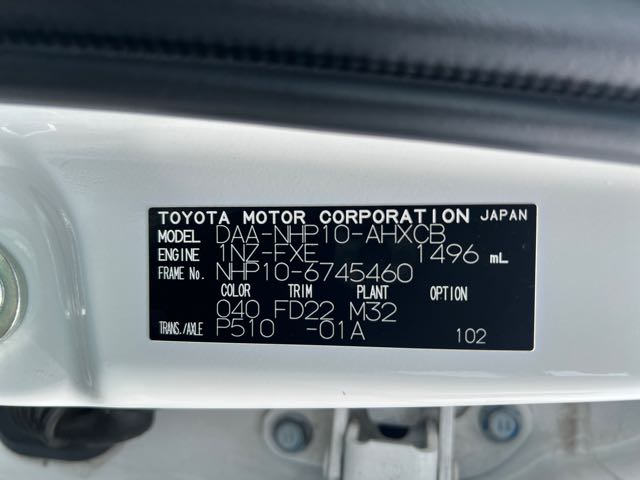 TOYOTA MOTOR CORPORATION JAPAN
MODEL DAA-NHP10-AHXCB
ENGINE 1NZ-FXE 1496 mL
FRAME No. NHP10-6745460
COLOR TRIM PLANT OPTION
040 FD22 M32
TRANS./AXLE P510 -01A 102